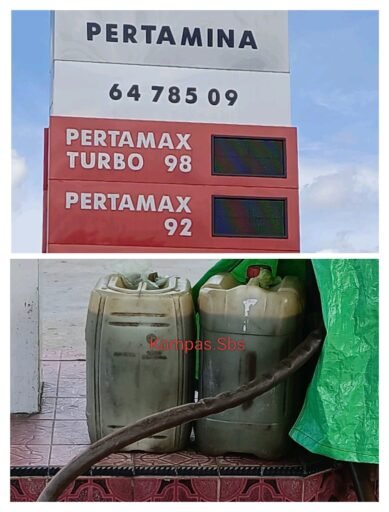 PERTAMINA
64 785 09
PERTAMAX
TURBO 98
PERTAMAX
92
Kompas.Sbs